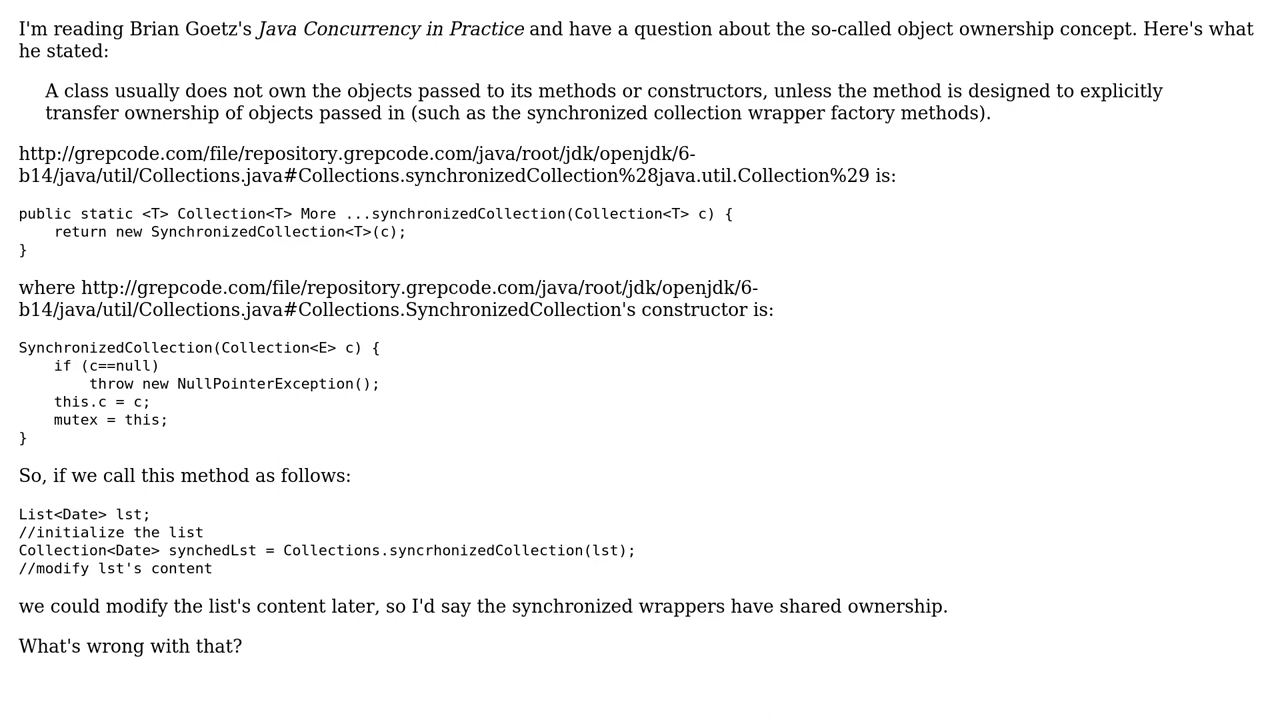 I'm reading Brian Goetz's Java Concurrency in Practice and have a question about the so-called object ownership concept. Here's what
he stated:
A class usually does not own the objects passed to its methods or constructors, unless the method is designed to explicitly
transfer ownership of objects passed in (such as the synchronized collection wrapper factory methods).
http://grepcode.com/file/repository.grepcode.com/java/root/jdk/openjdk/6-
b14/java/util/Collections.java#Collections.synchronizedCollection%28java.util.Collection%29 is:
public static <T> Collection<T> More ...synchronizedCollection(Collection<T> c) {
    return new SynchronizedCollection<T>(c);
}
where http://grepcode.com/file/repository.grepcode.com/java/root/jdk/openjdk/6-
b14/java/util/Collections.java#Collections.SynchronizedCollection's constructor is:
SynchronizedCollection(Collection<E> c) {
    if (c==null)
        throw new NullPointerException();
    this.c = c;
    mutex = this;
}
So, if we call this method as follows:
List<Date> lst;
//initialize the list
Collection<Date> synchedLst = Collections.syncrhonizedCollection(lst);
//modify lst's content
we could modify the list's content later, so I'd say the synchronized wrappers have shared ownership.
What's wrong with that?